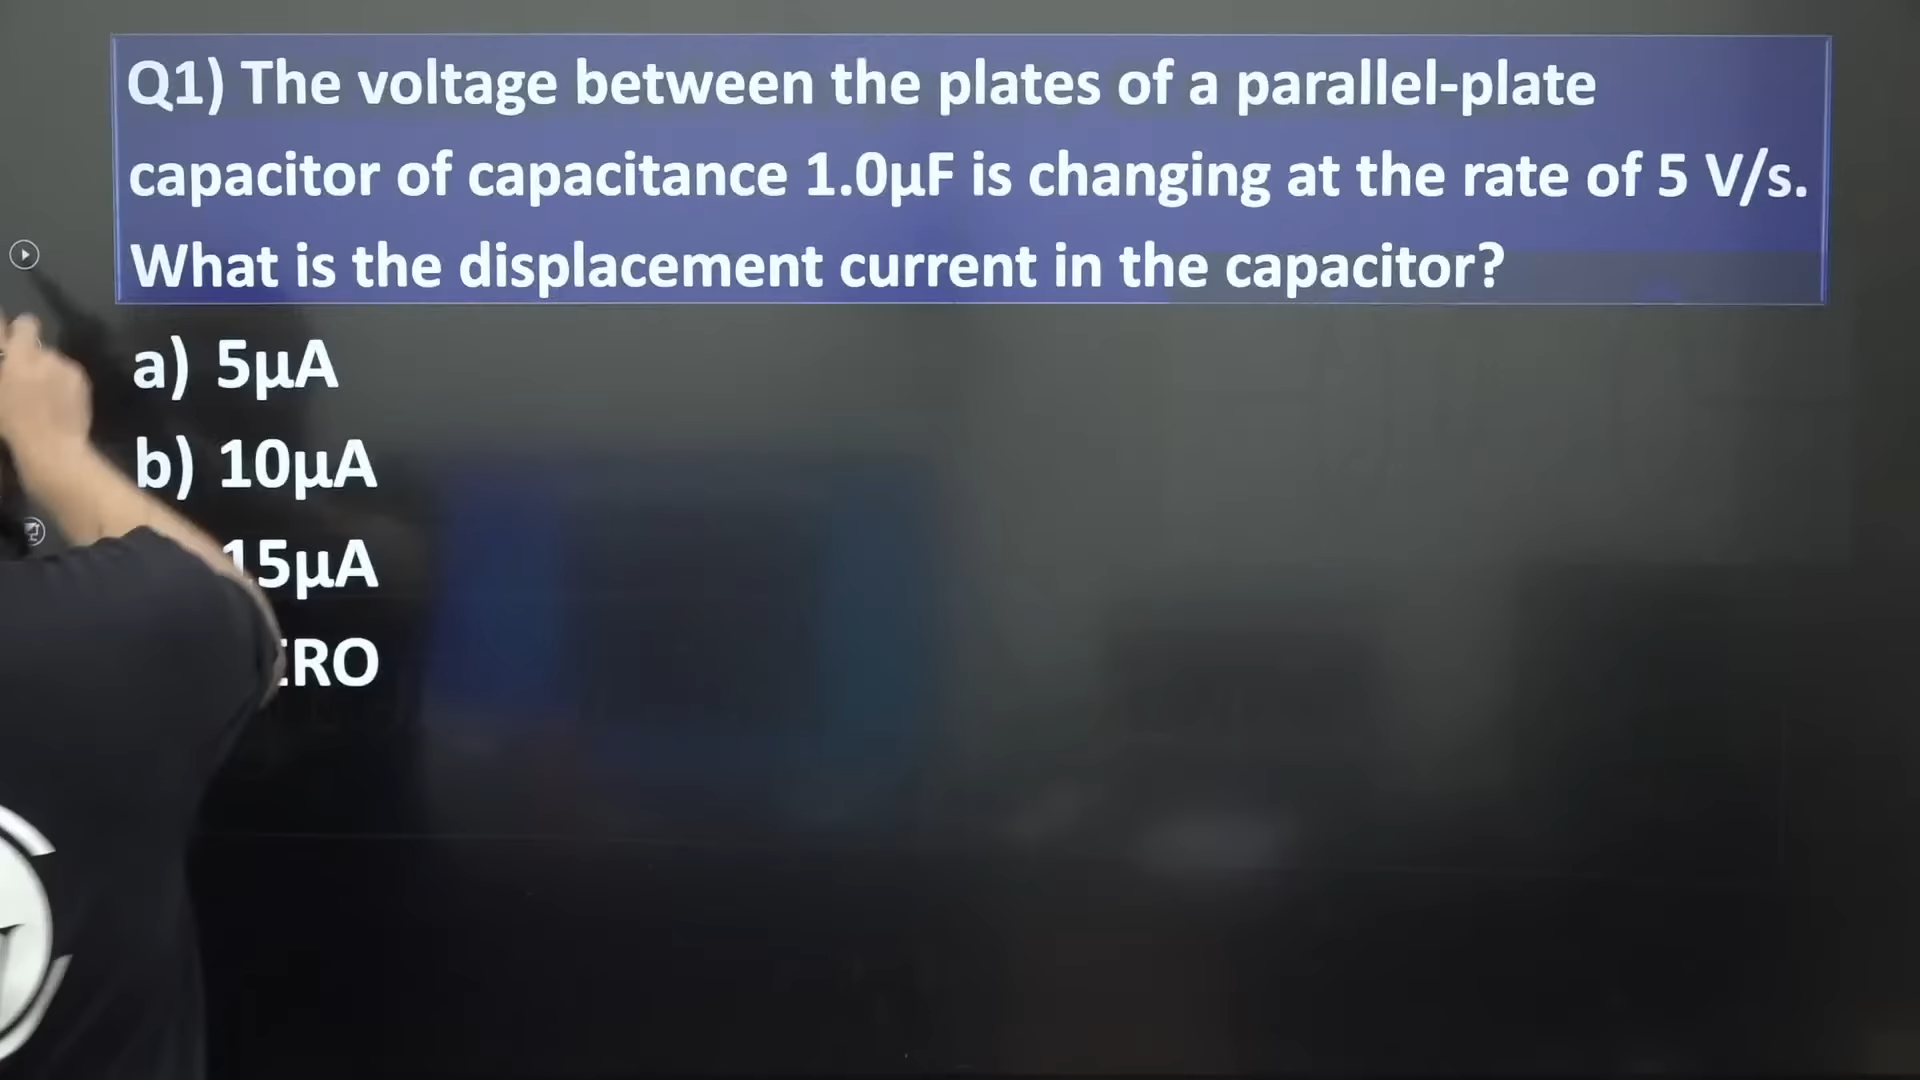 Q1) The voltage between the plates of a parallel-plate
capacitor of capacitance 1.0µF is changing at the rate of 5 V/s.
What is the displacement current in the capacitor?
a) 5µA
b) 10µA
15µA